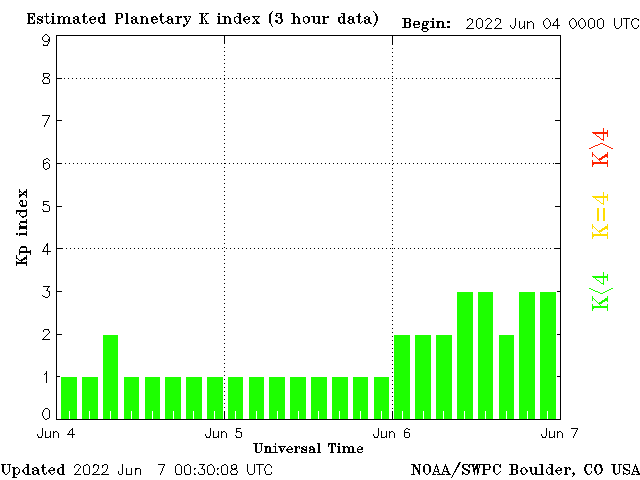 Estimated Planetary K index (3 hour data) Begin: 2022 Jun 04 0000 UTC
9
8
7
6
5
4
3
2
1
0
Kp index
K>4
K=4
K<4
Jun 4 Jun 5 Jun 6 Jun 7
Universal Time
Updated 2022 Jun 7 00:30:08 UTC NOAA/SWPC Boulder, CO USA